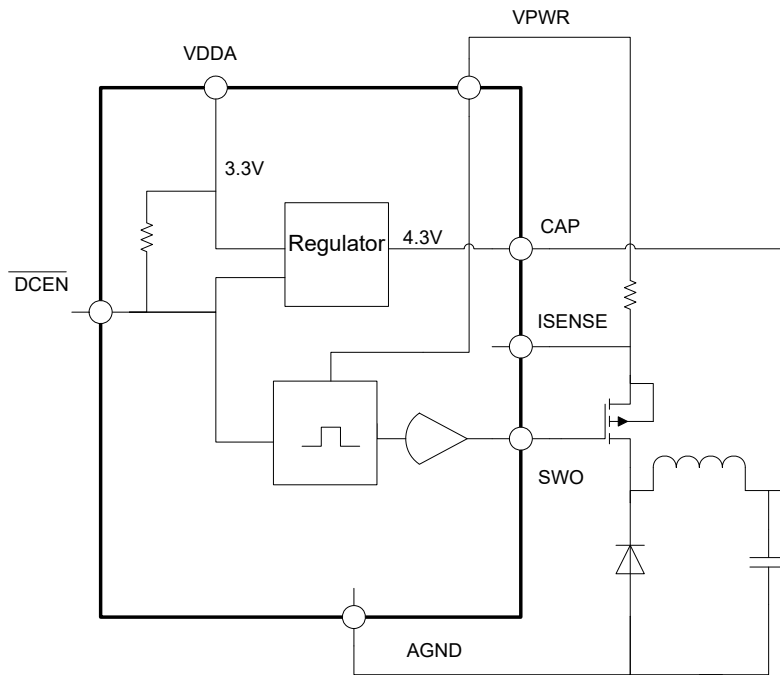 VPWR
VDDA
3.3V
Regulator
4.3V
CAP
DCEN
ISENSE
SWO
AGND